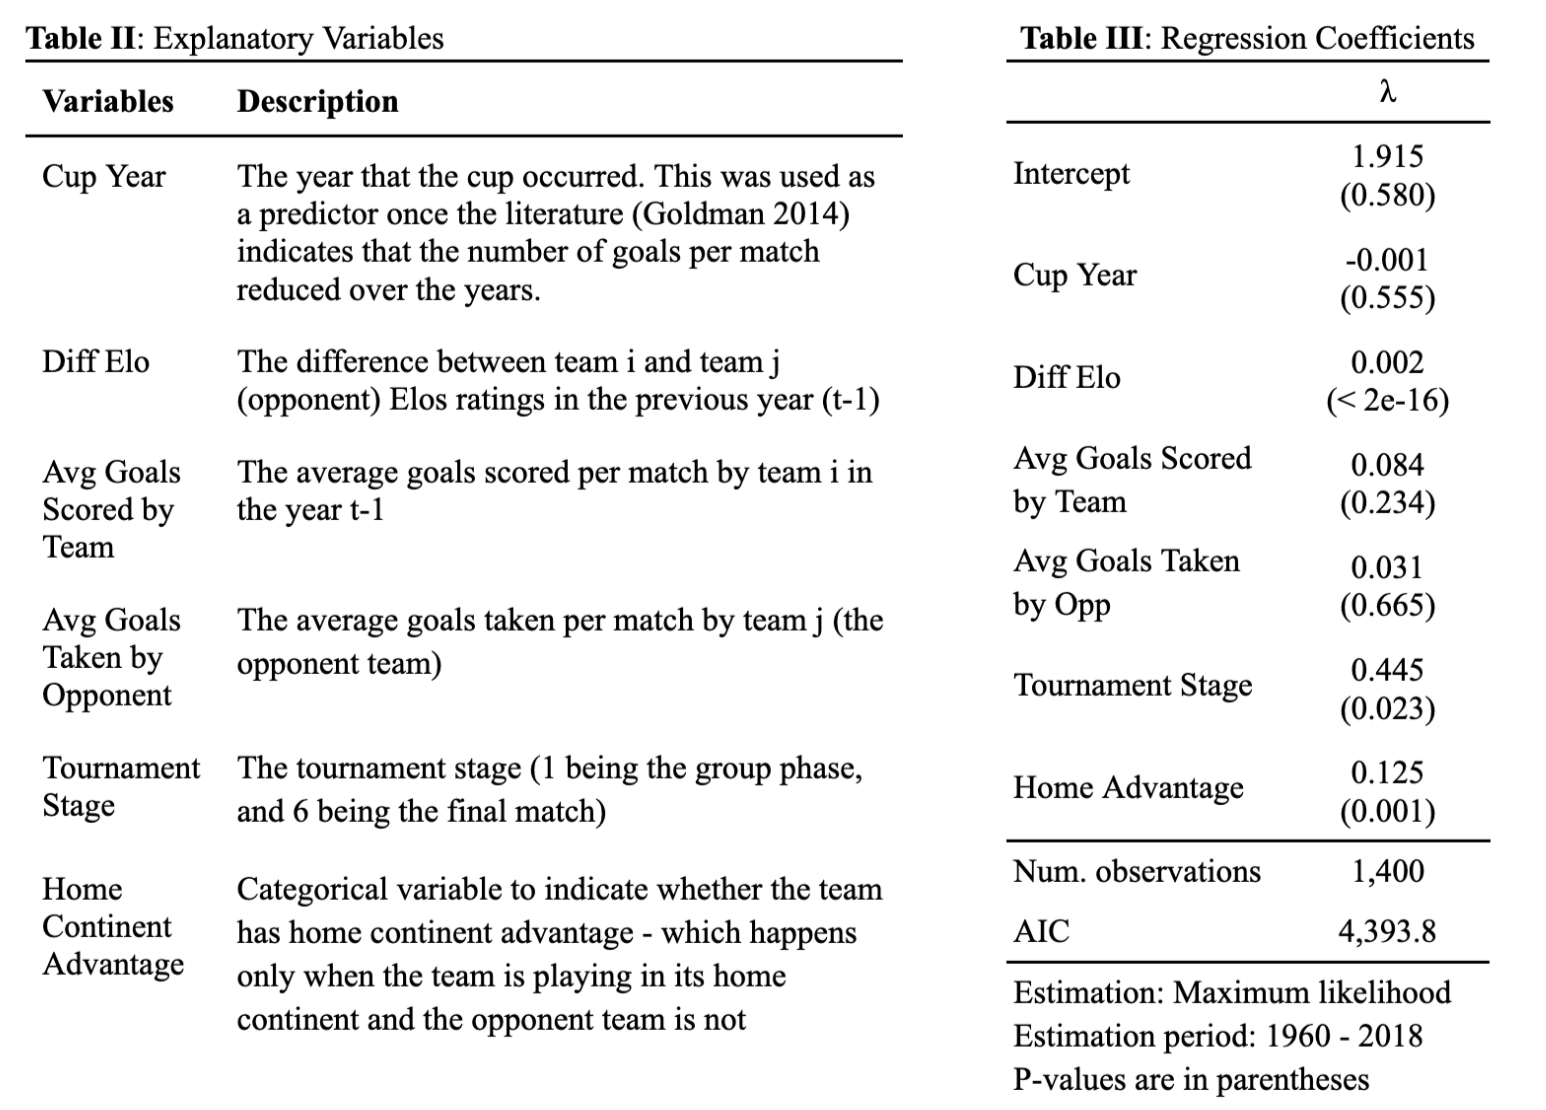 Table II: Explanatory Variables
Variables Description
Cup Year
The year that the cup occurred. This was used as
a predictor once the literature (Goldman 2014)
indicates that the number of goals per match
reduced over the years.
Diff Elo
The difference between team i and team j
(opponent) Elos ratings in the previous year (t-1)
Avg Goals
Scored by
Team
The average goals scored per match by team i in
the year t-1
Avg Goals
Taken by
Opponent
The average goals taken per match by team j (the
opponent team)
Tournament
Stage
The tournament stage (1 being the group phase,
and 6 being the final match)
Home
Continent
Advantage
Categorical variable to indicate whether the team
has home continent advantage - which happens
only when the team is playing in its home
continent and the opponent team is not
Table III: Regression Coefficients
λ
Intercept
1.915
(0.580)
Cup Year
-0.001
(0.555)
Diff Elo
0.002
(< 2e-16)
Avg Goals Scored
by Team
0.084
(0.234)
Avg Goals Taken
by Opp
0.031
(0.665)
Tournament Stage
0.445
(0.023)
Home Advantage
0.125
(0.001)
Num. observations 1,400
AIC 4,393.8
Estimation: Maximum likelihood
Estimation period: 1960 - 2018
P-values are in parentheses